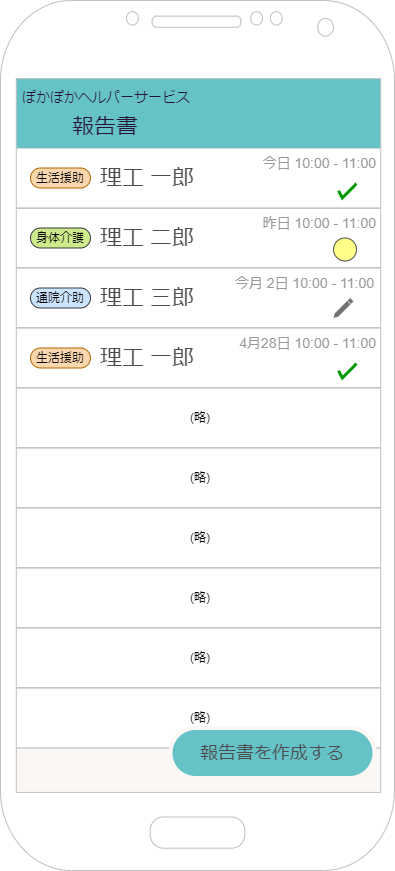 ぽかぽかヘルパーサービス
報告書
今日 10:00 - 11:00
生活援助 理工 一郎
昨日 10:00 - 11:00
身体介護 理工 二郎
今月 2日 10:00 - 11:00
通院介助 理工 三郎
4月28日 10:00 - 11:00
生活援助 理工 一郎
(略)
(略)
(略)
(略)
(略)
(略)
報告書を作成する